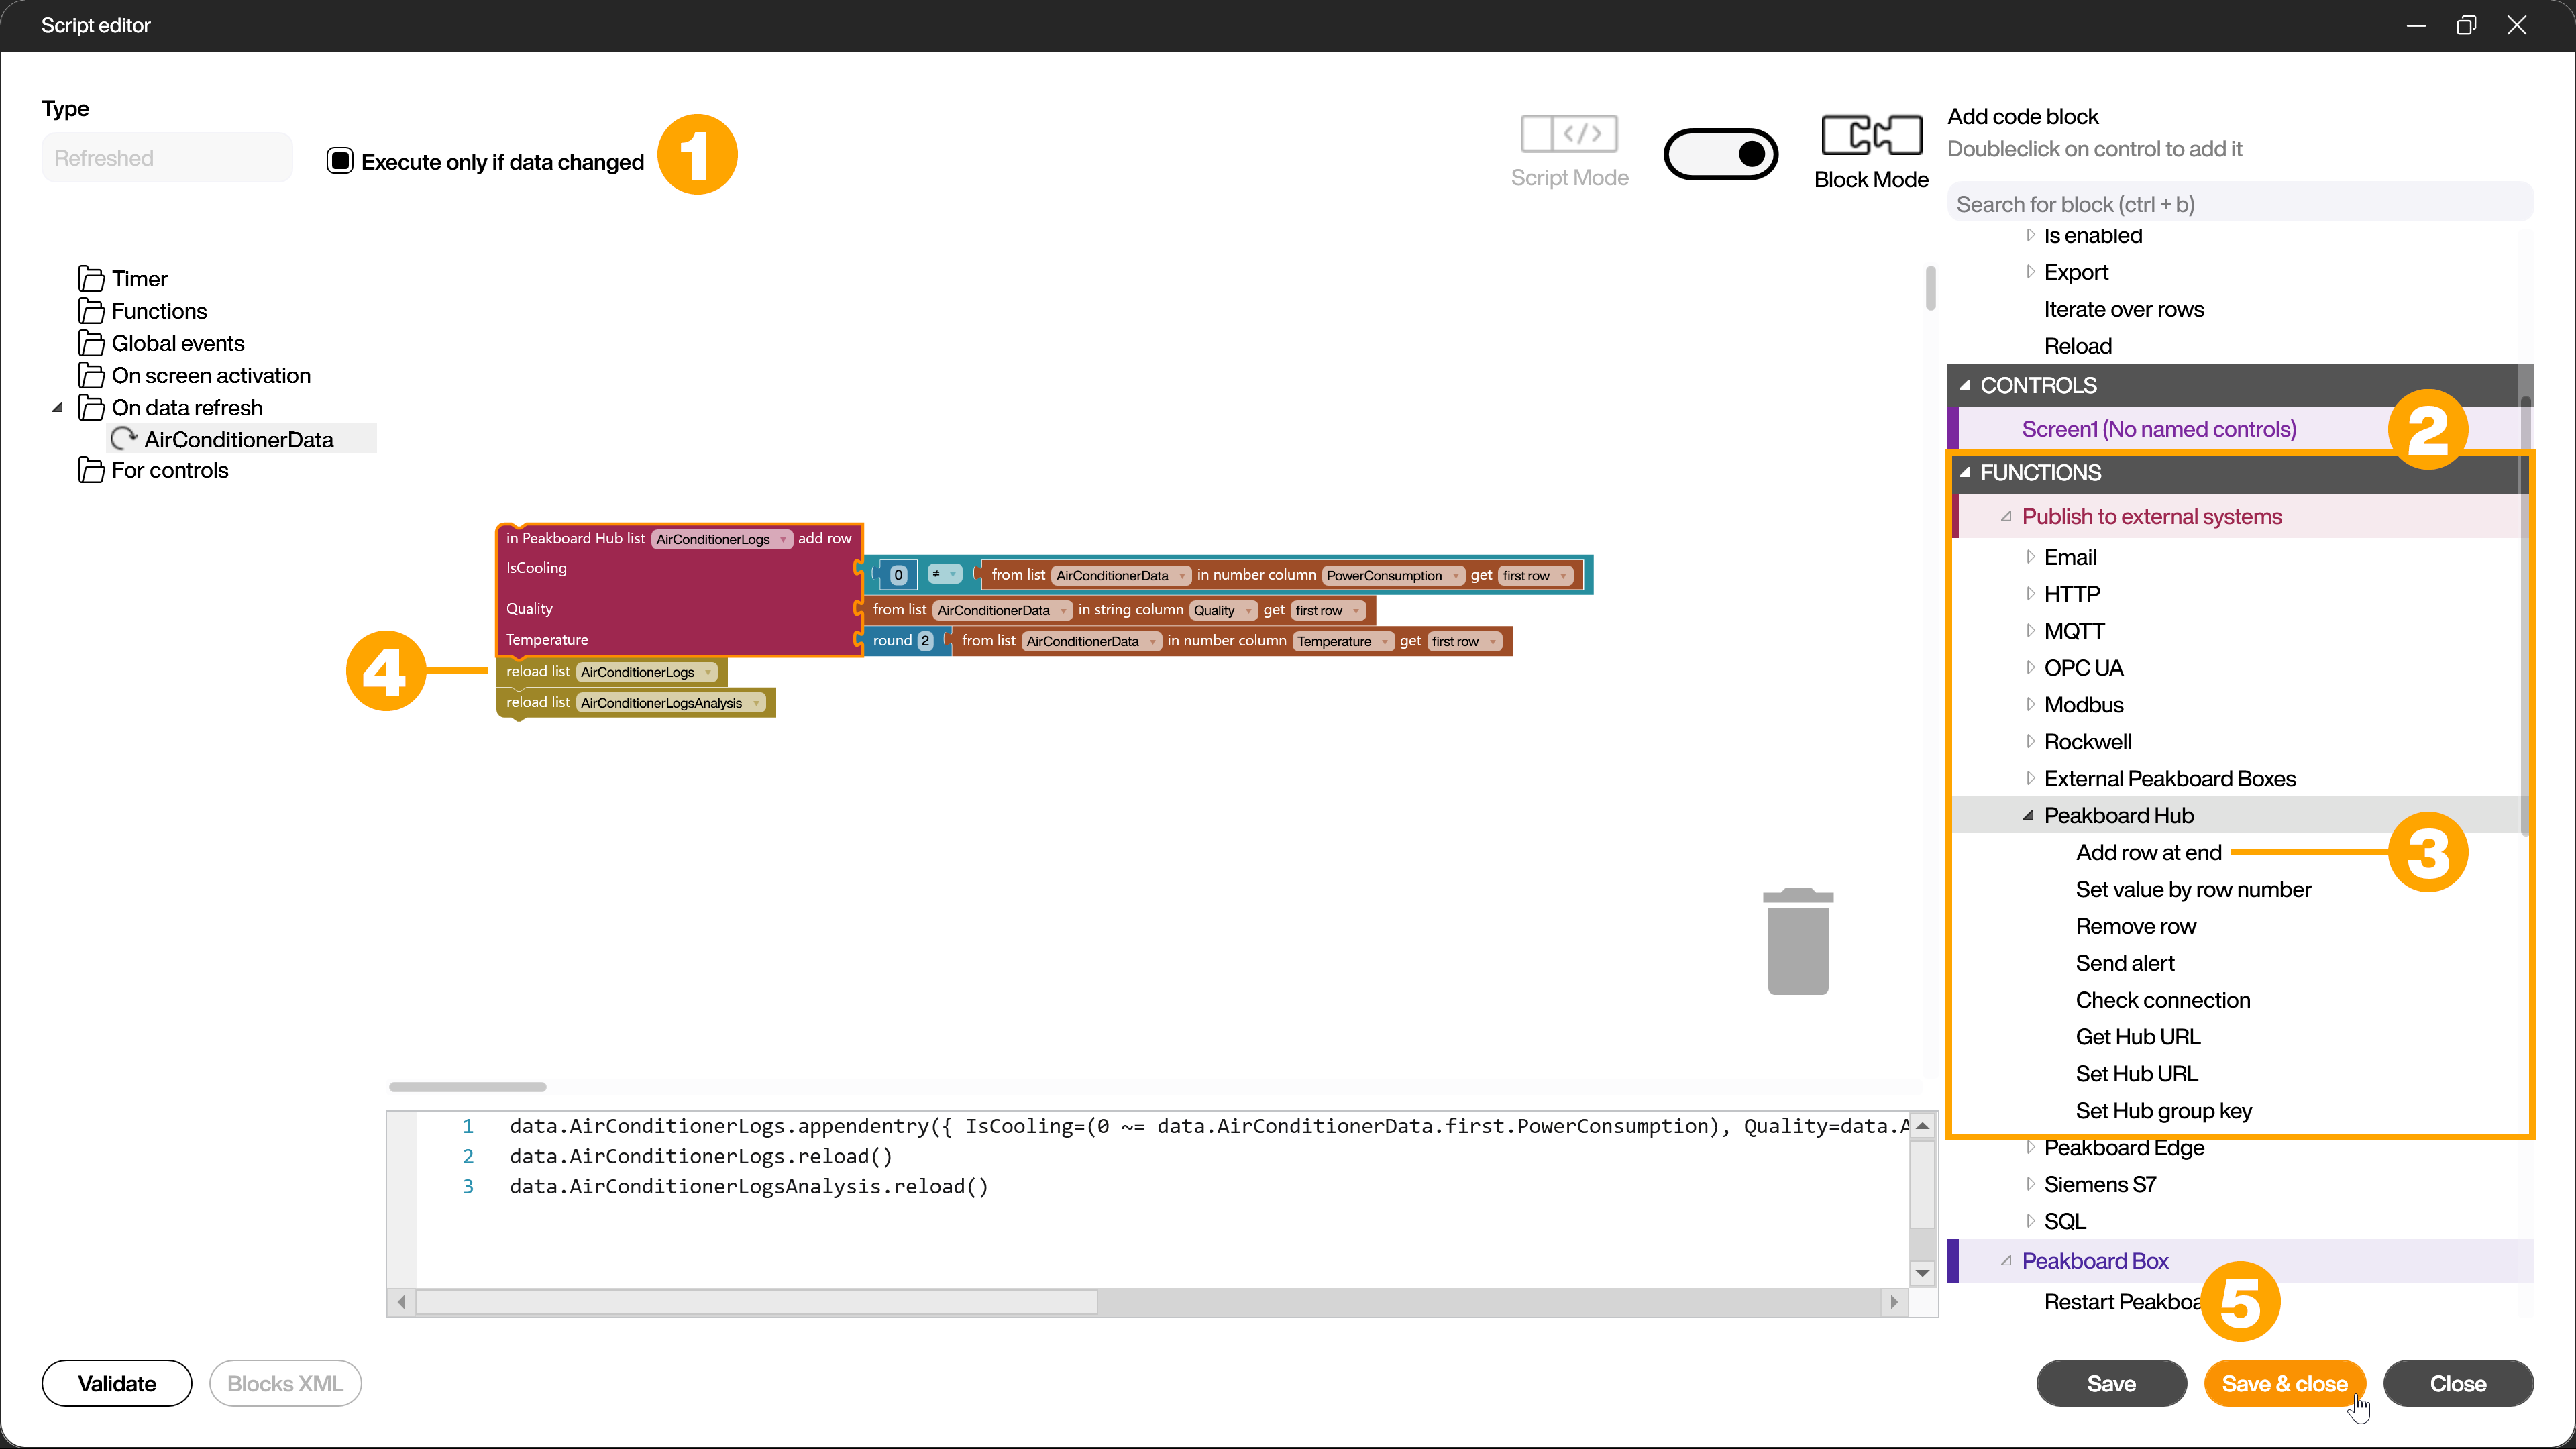 Script editor
Type
Refreshed
Execute only if data changed
1
Script Mode
Block Mode
Add code block
Doubleclick on control to add it
Search for block (ctrl + b)
Timer
Functions
Global events
On screen activation
On data refresh
AirConditionerData
For controls
in Peakboard Hub list AirConditionerLogs add row
IsCooling
0 ≠ from list AirConditionerData in number column PowerConsumption get first row
Quality
from list AirConditionerData in string column Quality get first row
Temperature
round 2 from list AirConditionerData in number column Temperature get first row
4
reload list AirConditionerLogs
reload list AirConditionerLogsAnalysis
1 data.AirConditionerLogs.appendentry({ IsCooling=(0 ~= data.AirConditionerData.first.PowerConsumption), Quality=data.A
2 data.AirConditionerLogs.reload()
3 data.AirConditionerLogsAnalysis.reload()
Is enabled
Export
Iterate over rows
Reload
CONTROLS
Screen1 (No named controls)
2
FUNCTIONS
Publish to external systems
Email
HTTP
MQTT
OPC UA
Modbus
Rockwell
External Peakboard Boxes
Peakboard Hub
Add row at end
3
Set value by row number
Remove row
Send alert
Check connection
Get Hub URL
Set Hub URL
Set Hub group key
Peakboard Edge
Siemens S7
SQL
Peakboard Box
Restart Peakboa
5
Validate
Blocks XML
Save
Save & close
Close